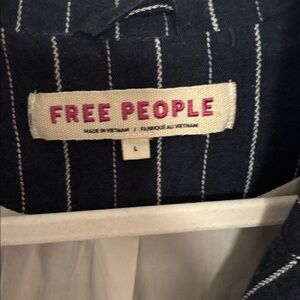 FREE PEOPLE
MADE IN VIETNAM / FABRIQUÉ AU VIETNAM
L